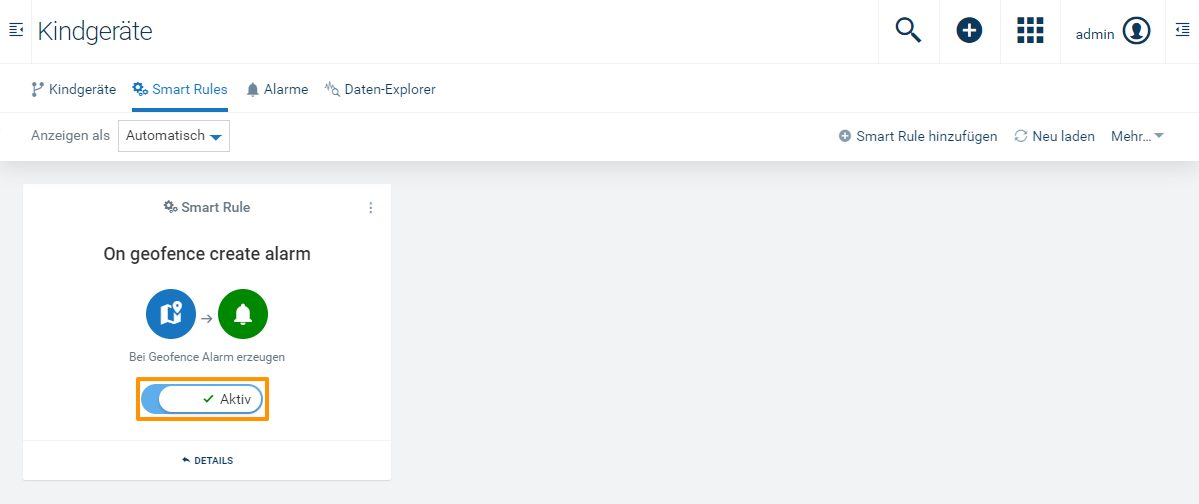 Kindgeräte
admin
Kindgeräte Smart Rules Alarme Daten-Explorer
Anzeigen als Automatisch Smart Rule hinzufügen Neu laden Mehr...
Smart Rule
On geofence create alarm
Bei Geofence Alarm erzeugen
Aktiv
DETAILS